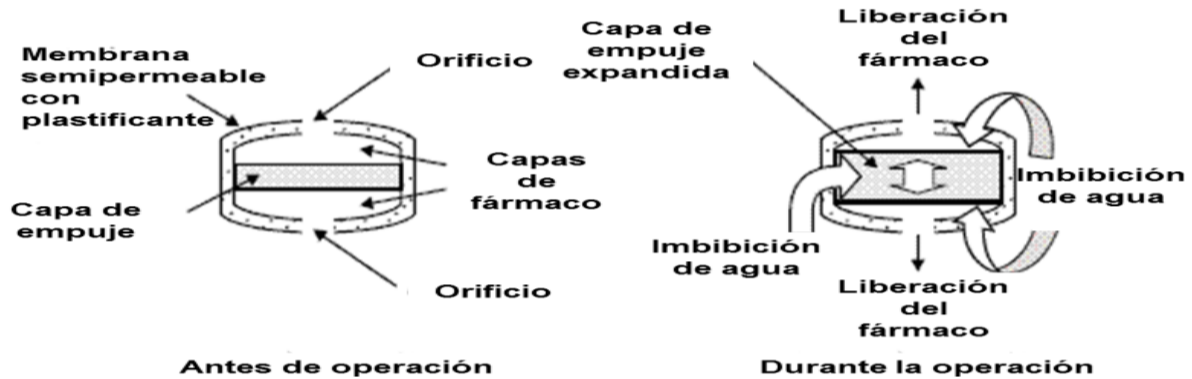 Membrana
semipermeable
con
plastificante
Orificio
Capas
de
fármaco
Capa de
empuje
Orificio
Antes de operación
Capa de
empuje
expandida
Liberación
del
fármaco
Imbibición
de agua
Imbibición
de agua
Liberación
del
fármaco
Durante la operación